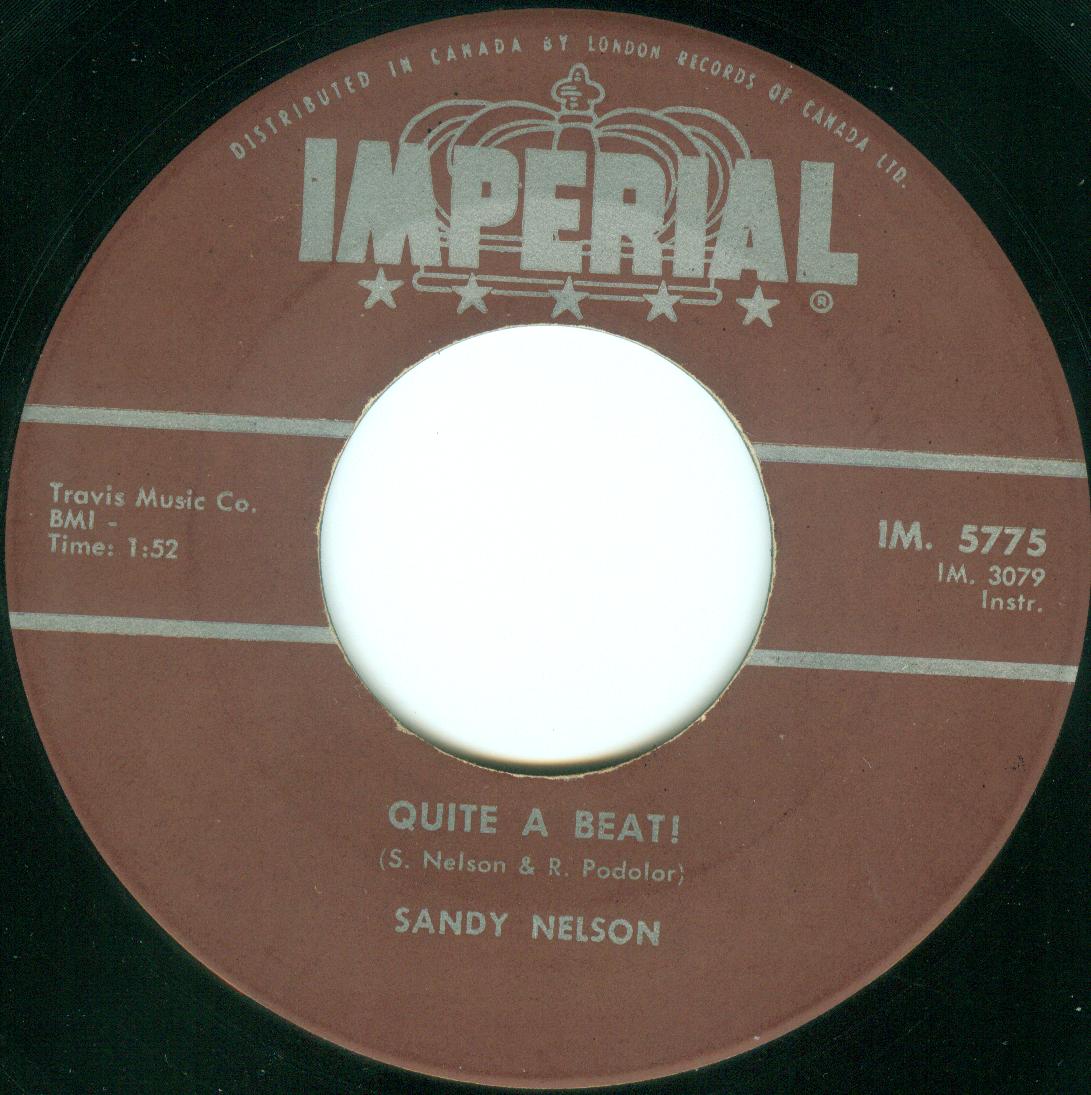 DISTRIBUTED IN CANADA BY LONDON RECORDS OF CANADA LTD.
IMPERIAL
®
Travis Music Co.
BMI -
Time: 1:52
IM. 5775
IM. 3079
Instr.
QUITE A BEAT!
(S. Nelson & R. Podolor)
SANDY NELSON